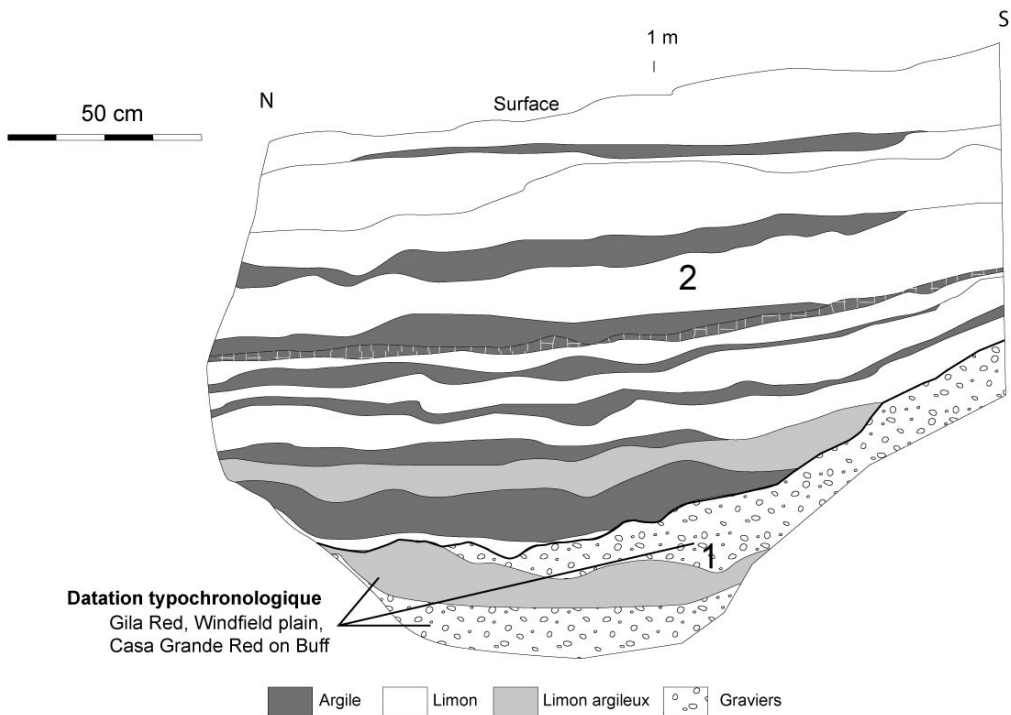 S
1 m
N
50 cm
Surface
2
1
Datation typochronologique
Gila Red, Windfield plain,
Casa Grande Red on Buff
Argile
Limon
Limon argileux
Graviers